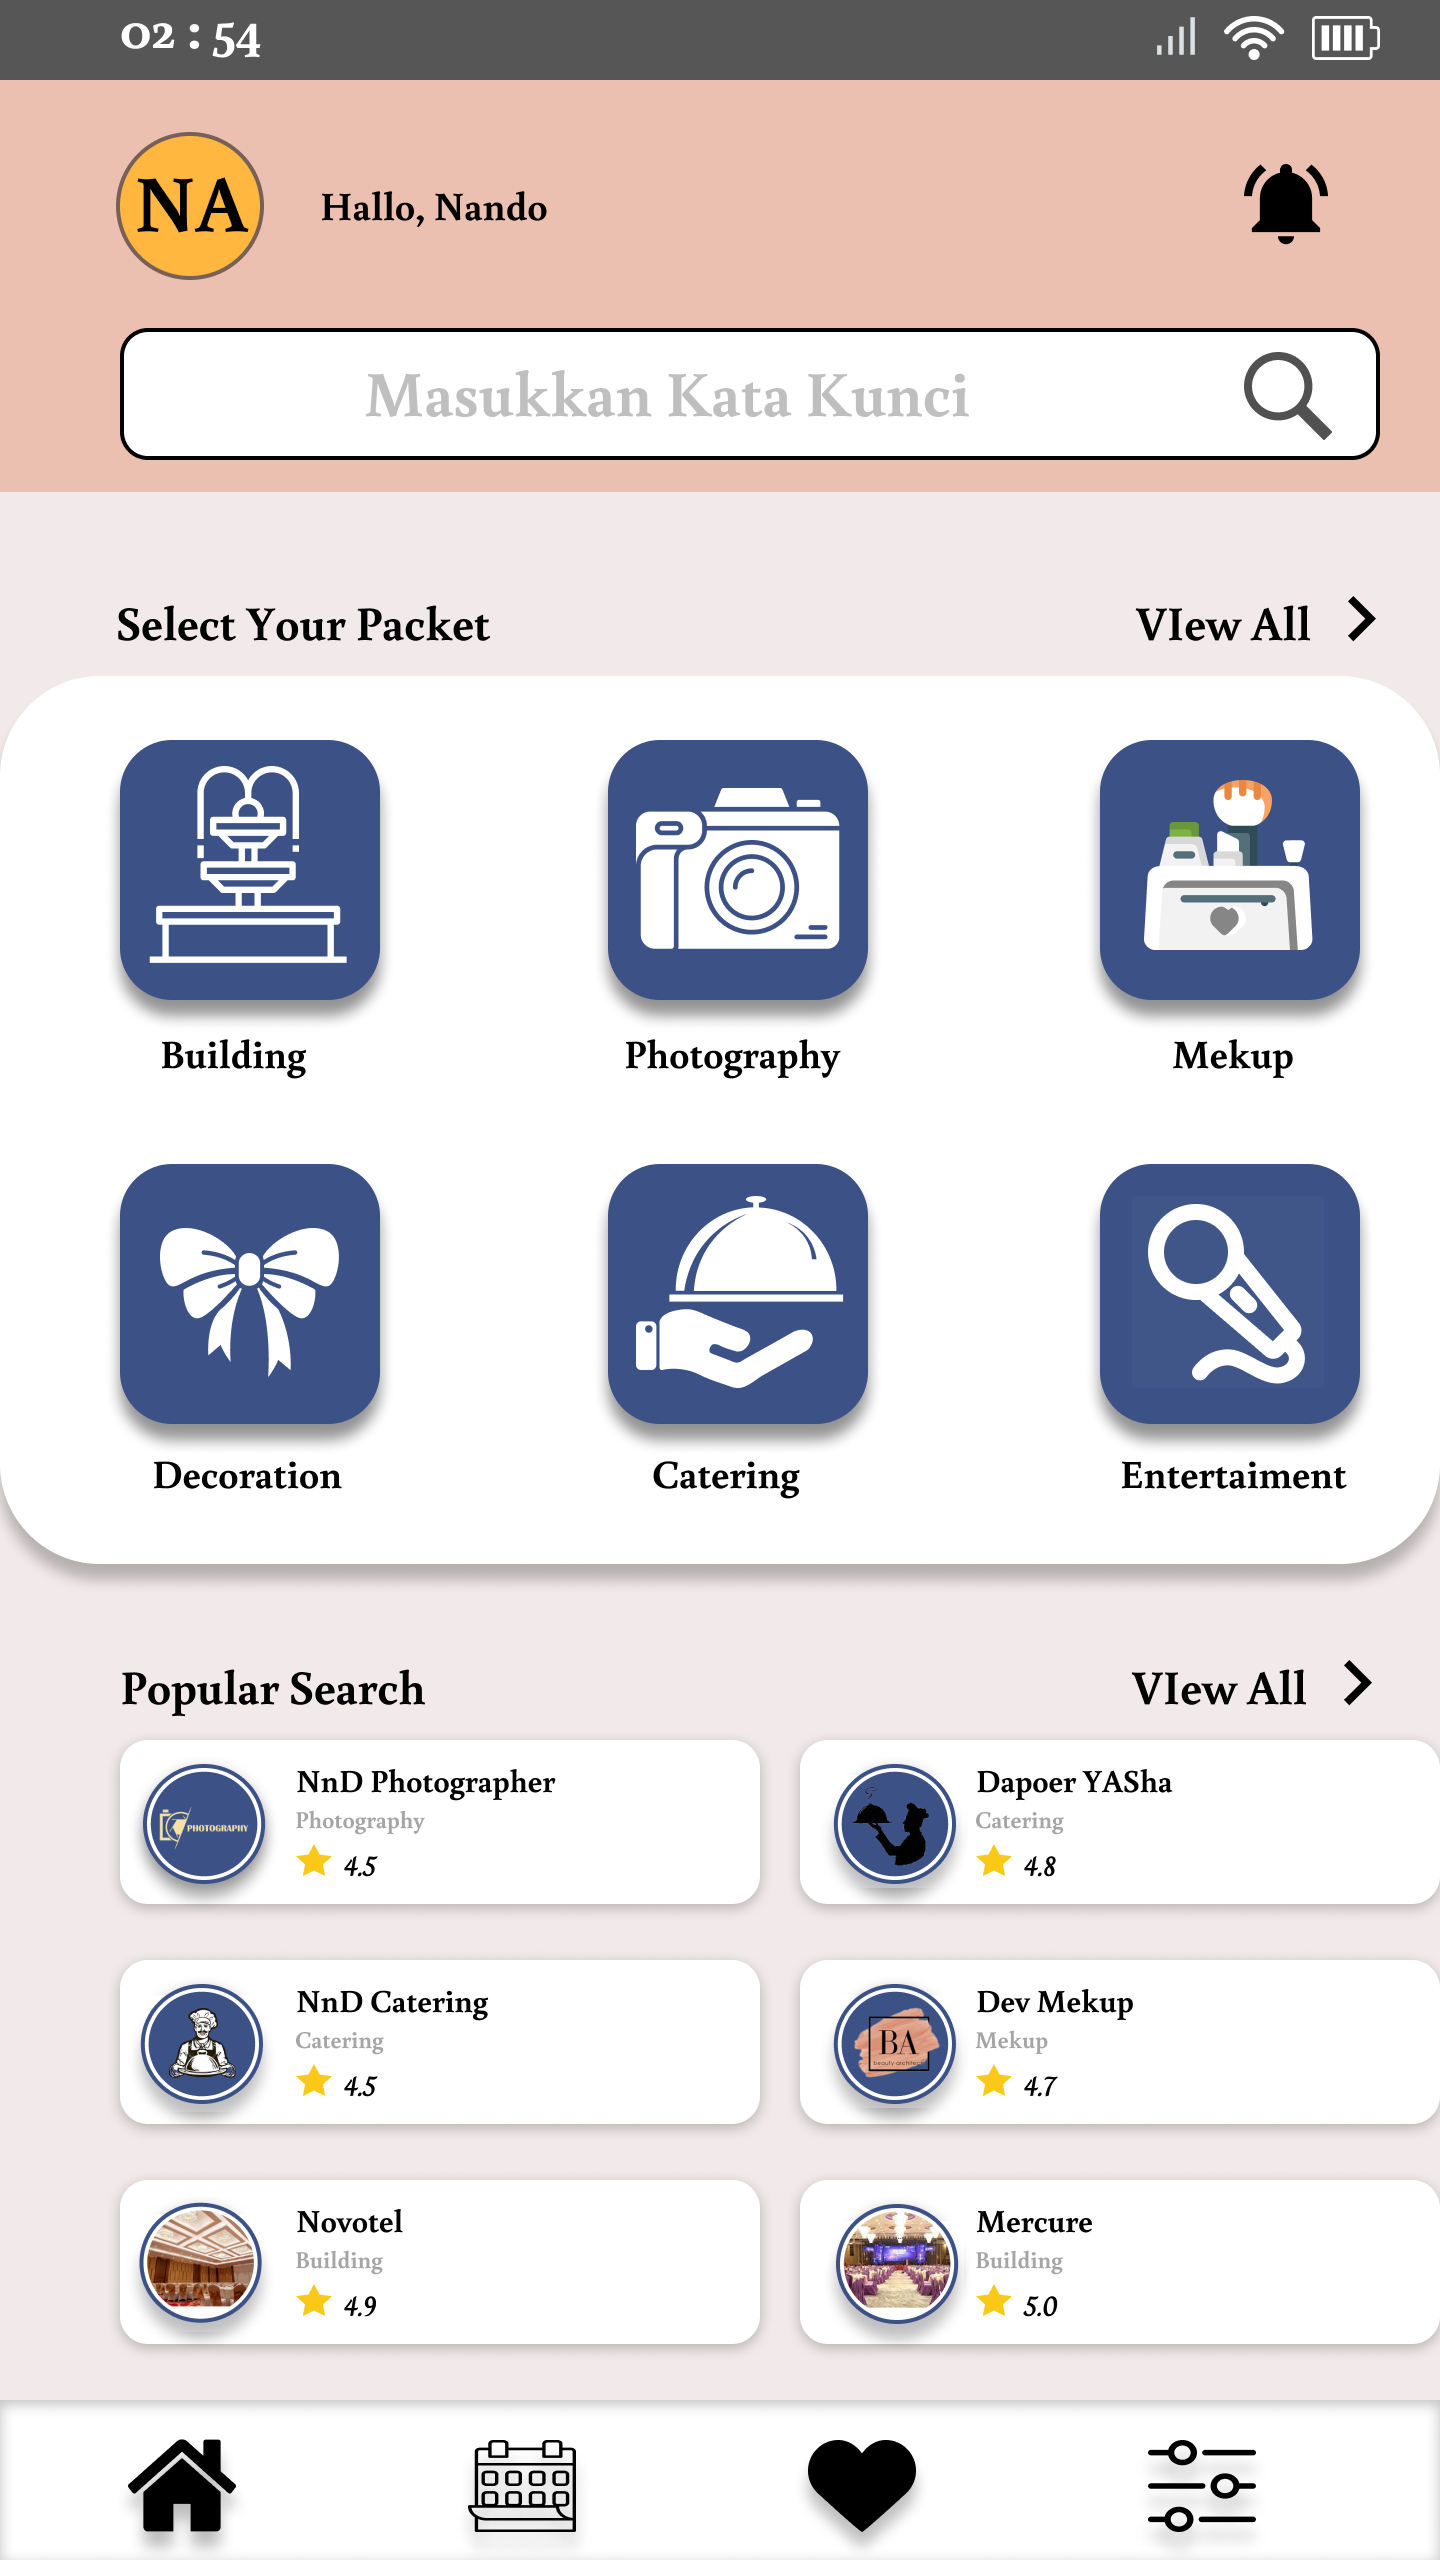 02 : 54
NA
Hallo, Nando
Masukkan Kata Kunci
Select Your Packet
VIew All
Building
Photography
Mekup
Decoration
Catering
Entertaiment
Popular Search
VIew All
NnD Photographer
Photography
4.5
PHOTOGRAPHY
Dapoer YASha
Catering
4.8
NnD Catering
Catering
4.5
Dev Mekup
Mekup
4.7
BA
beauty architect
Novotel
Building
4.9
Mercure
Building
5.0